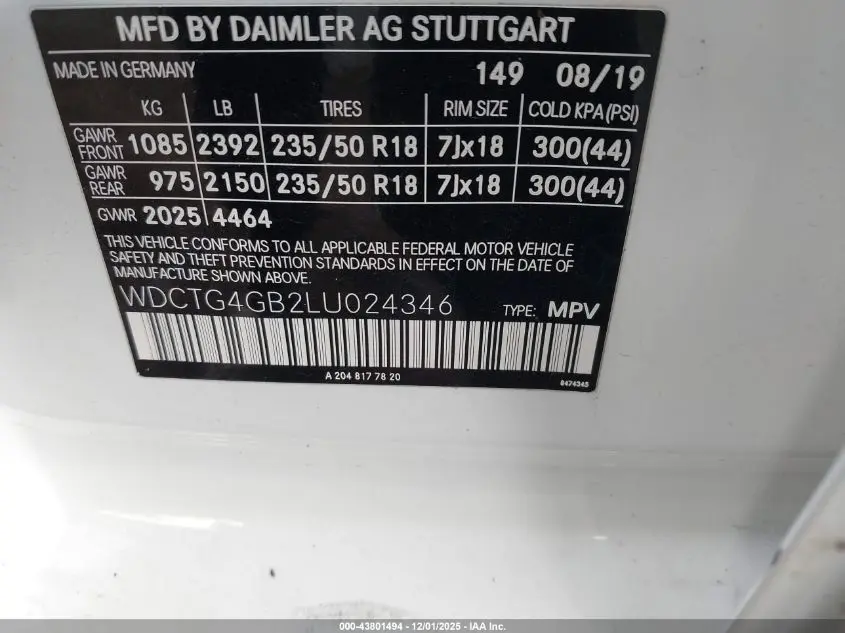 MFD BY DAIMLER AG STUTTGART
MADE IN GERMANY 149 08/19
KG LB TIRES RIM SIZE COLD KPA(PSI)
GAWR FRONT 1085 2392 235/50 R18 7Jx18 300(44)
GAWR REAR 975 2150 235/50 R18 7Jx18 300(44)
GVWR 2025 4464
THIS VEHICLE CONFORMS TO ALL APPLICABLE FEDERAL MOTOR VEHICLE
SAFETY AND THEFT PREVENTION STANDARDS IN EFFECT ON THE DATE OF
MANUFACTURE SHOWN ABOVE.
WDCTG4GB2LU024346 TYPE: MPV
A 204 817 78 20 8474345
000-43801494 - 12/01/2025 - IAA Inc.